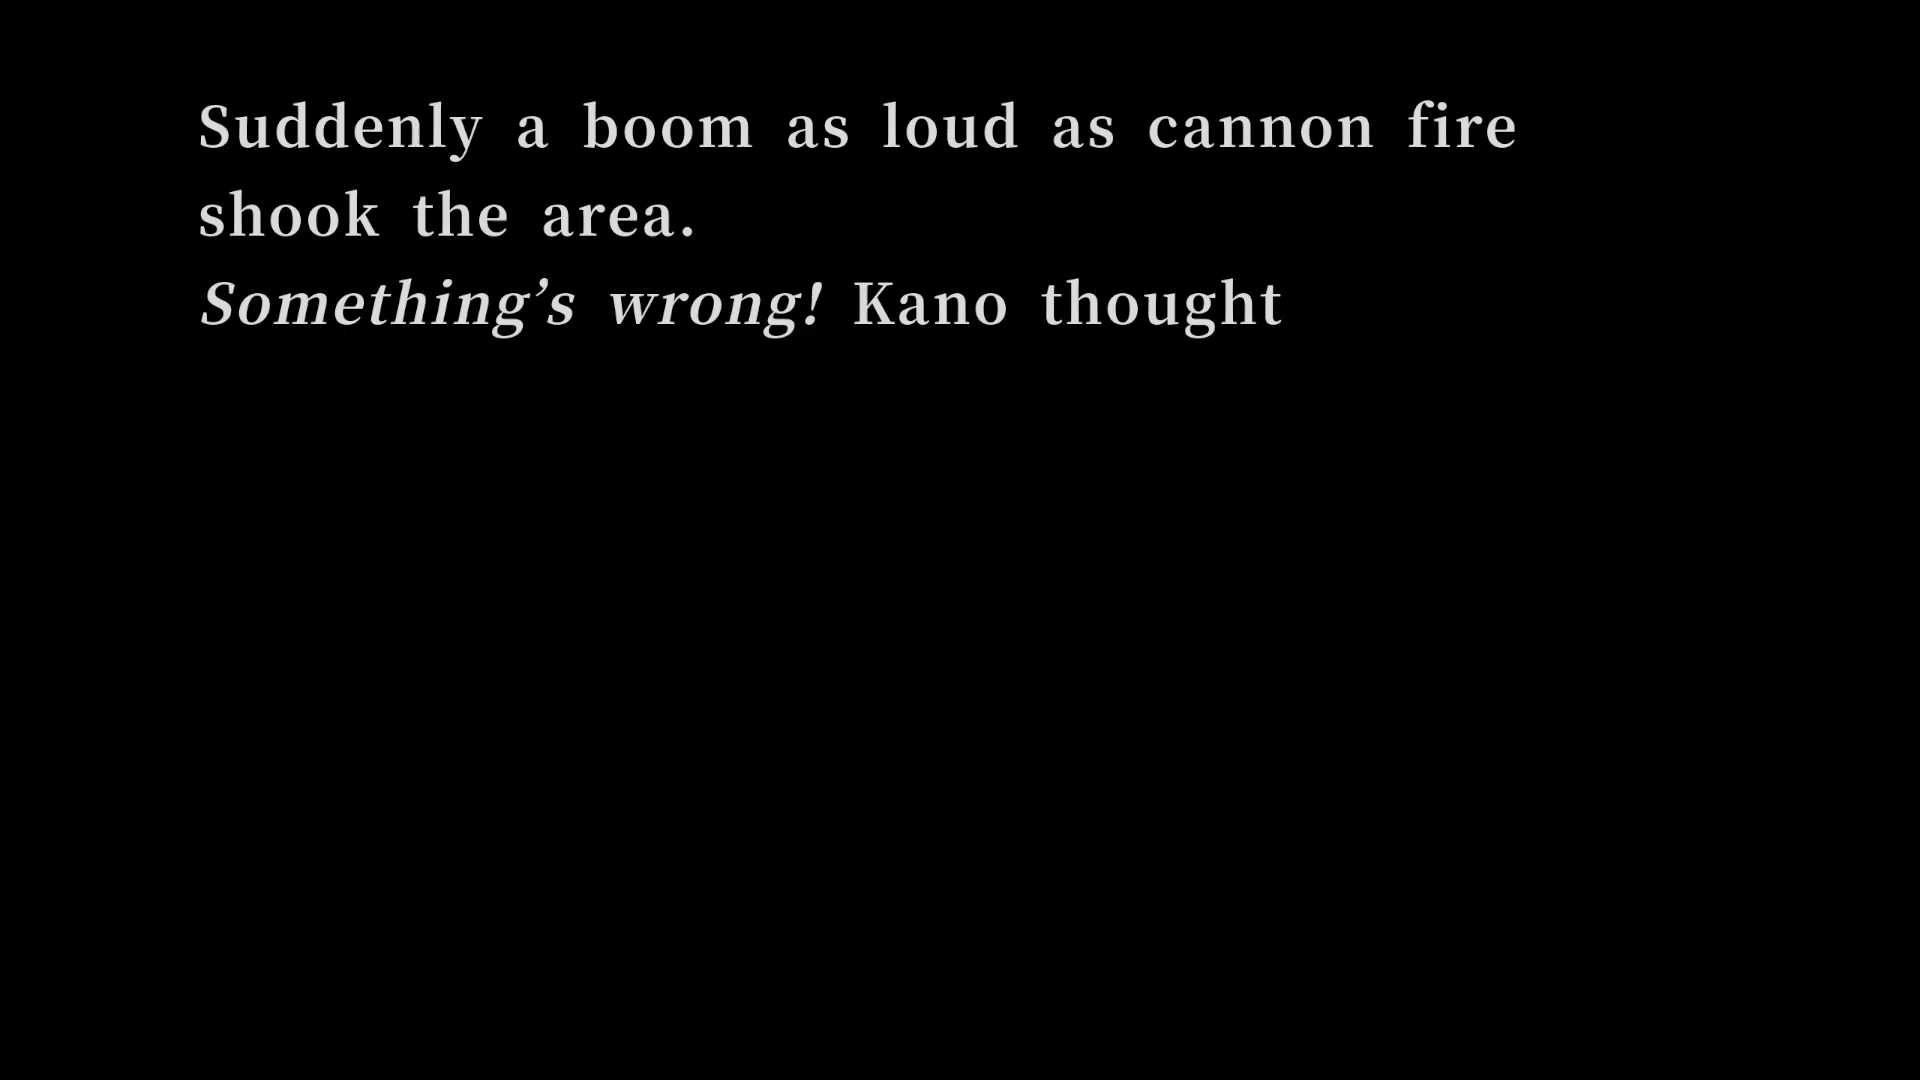 Suddenly a boom as loud as cannon fire
shook the area.
Something’s wrong! Kano thought